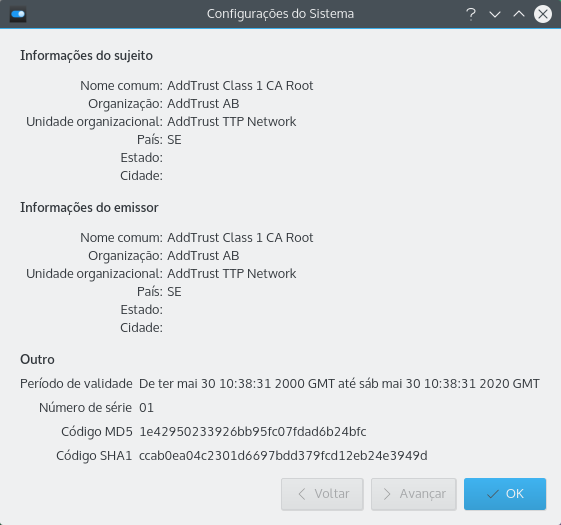 Configurações do Sistema
Informações do sujeito
Nome comum: AddTrust Class 1 CA Root
Organização: AddTrust AB
Unidade organizacional: AddTrust TTP Network
País: SE
Estado:
Cidade:
Informações do emissor
Nome comum: AddTrust Class 1 CA Root
Organização: AddTrust AB
Unidade organizacional: AddTrust TTP Network
País: SE
Estado:
Cidade:
Outro
Período de validade De ter mai 30 10:38:31 2000 GMT até sáb mai 30 10:38:31 2020 GMT
Número de série 01
Código MD5 1e42950233926bb95fc07fdad6b24bfc
Código SHA1 ccab0ea04c2301d6697bdd379fcd12eb24e3949d
Voltar Avançar OK